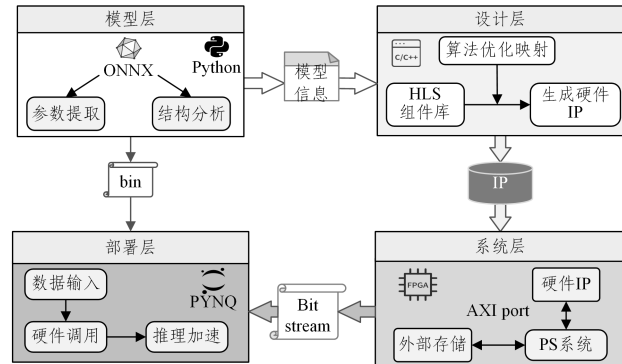 模型层
ONNX
Python
参数提取
结构分析
模型
信息
设计层
C/C++
算法优化映射
HLS
组件库
生成硬件
IP
bin
IP
部署层
数据输入
PYNQ
硬件调用
推理加速
Bit
stream
系统层
FPGA
硬件IP
AXI port
外部存储
PS系统